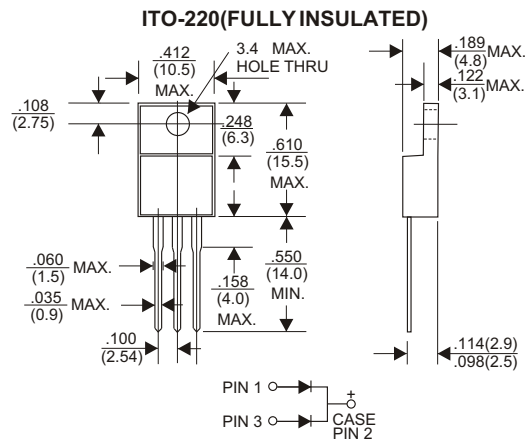 ITO-220(FULLY INSULATED)
.412
(10.5)
MAX.
3.4 MAX.
HOLE THRU
.189
(4.8) MAX.
.122
(3.1) MAX.
.108
(2.75)
.248
(6.3)
.610
(15.5)
MAX.
.060
(1.5) MAX.
.158
(4.0)
MAX.
.550
(14.0)
MIN.
.035
(0.9) MAX.
.100
(2.54)
.114(2.9)
.098(2.5)
PIN 1
+
PIN 3
CASE
PIN 2